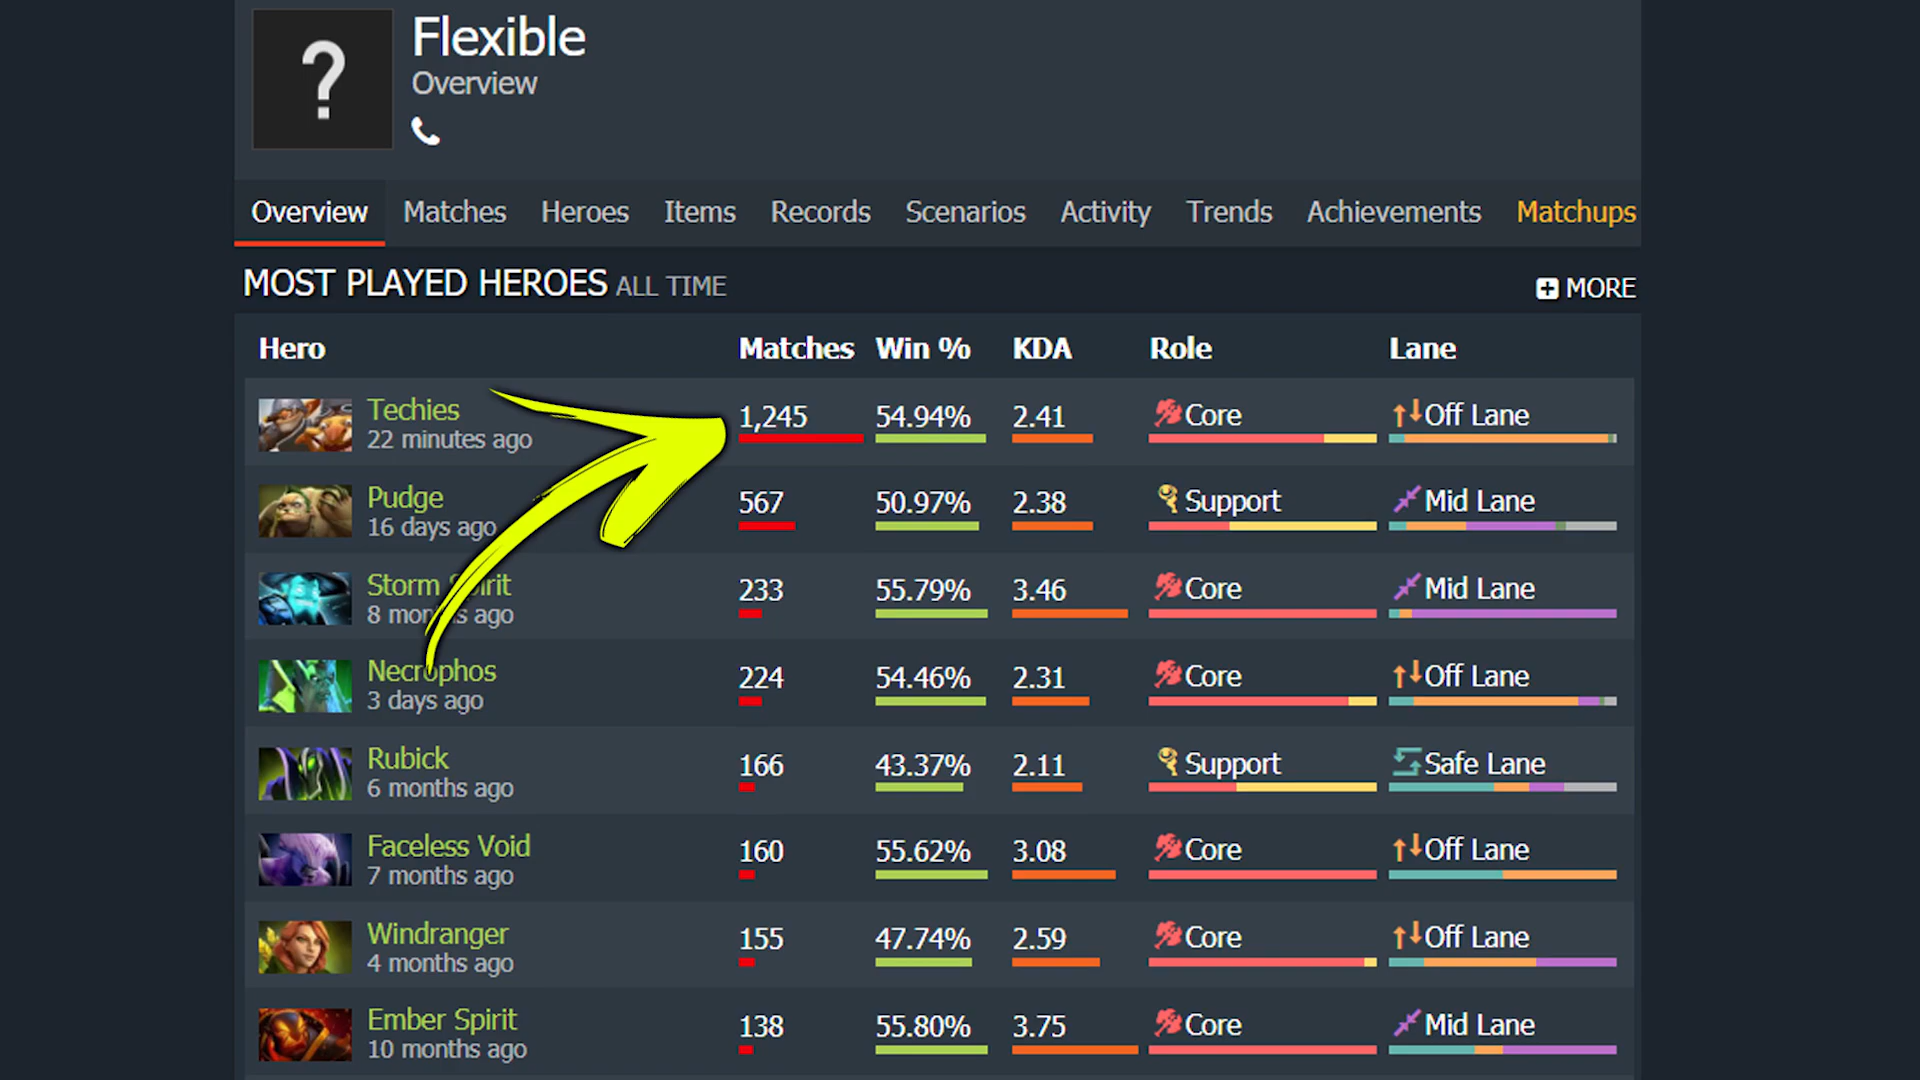 Flexible
Overview
Overview Matches Heroes Items Records Scenarios Activity Trends Achievements Matchups
MOST PLAYED HEROES ALL TIME MORE
Hero Matches Win % KDA Role Lane
Techies 1,245 54.94% 2.41 Core Off Lane
22 minutes ago
Pudge 567 50.97% 2.38 Support Mid Lane
16 days ago
Storm Spirit 233 55.79% 3.46 Core Mid Lane
8 months ago
Necrophos 224 54.46% 2.31 Core Off Lane
3 days ago
Rubick 166 43.37% 2.11 Support Safe Lane
6 months ago
Faceless Void 160 55.62% 3.08 Core Off Lane
7 months ago
Windranger 155 47.74% 2.59 Core Off Lane
4 months ago
Ember Spirit 138 55.80% 3.75 Core Mid Lane
10 months ago